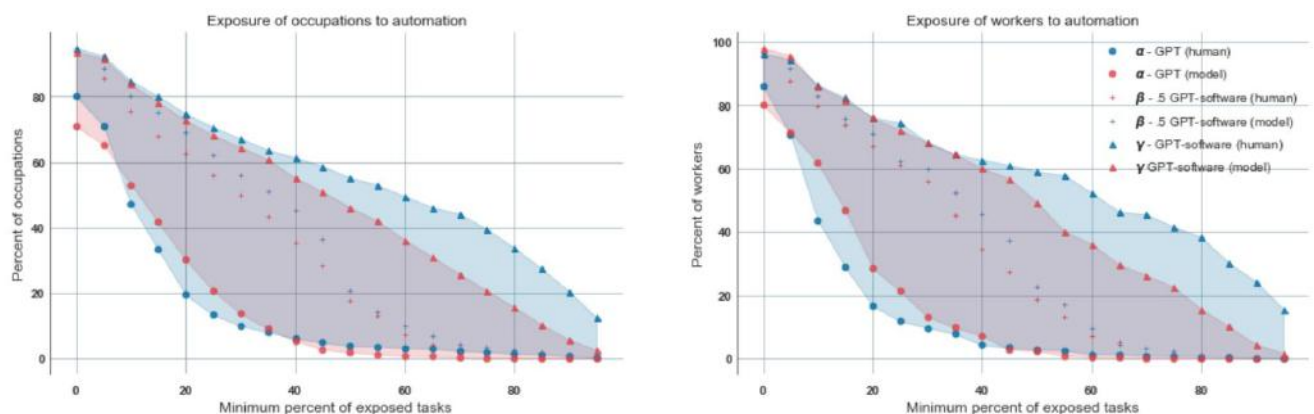 Exposure of occupations to automation
Percent of occupations
80
60
40
20
0
0 20 40 60 80
Minimum percent of exposed tasks
Exposure of workers to automation
Percent of workers
100
80
60
40
20
0
0 20 40 60 80
Minimum percent of exposed tasks
α - GPT (human)
α - GPT (model)
β - .5 GPT-software (human)
β - .5 GPT-software (model)
γ - GPT-software (human)
γ GPT-software (model)